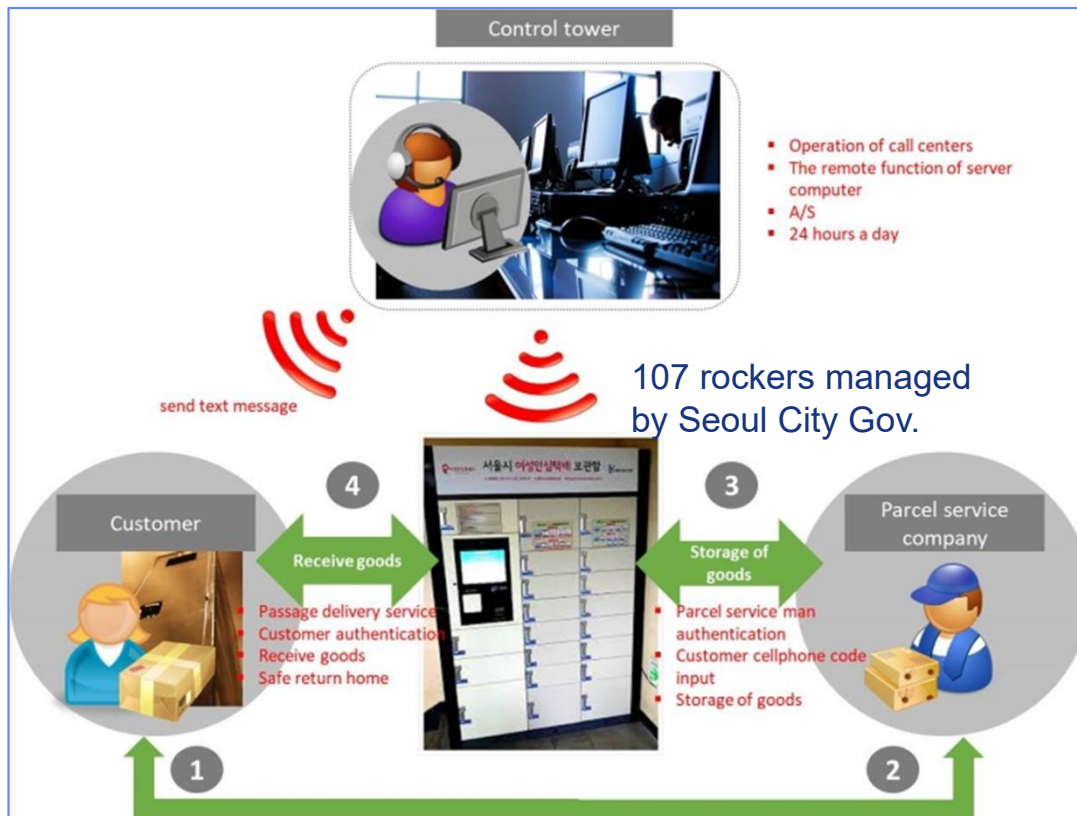 Control tower
Operation of call centers
The remote function of server
computer
A/S
24 hours a day
send text message
107 rockers managed
by Seoul City Gov.
서울시 여성안심택배 보관함
4
3
Customer
Receive goods
Storage of
goods
Parcel service
company
Passage delivery service
Customer authentication
Receive goods
Safe return home
Parcel service man
authentication
Customer cellphone code
input
Storage of goods
1
2